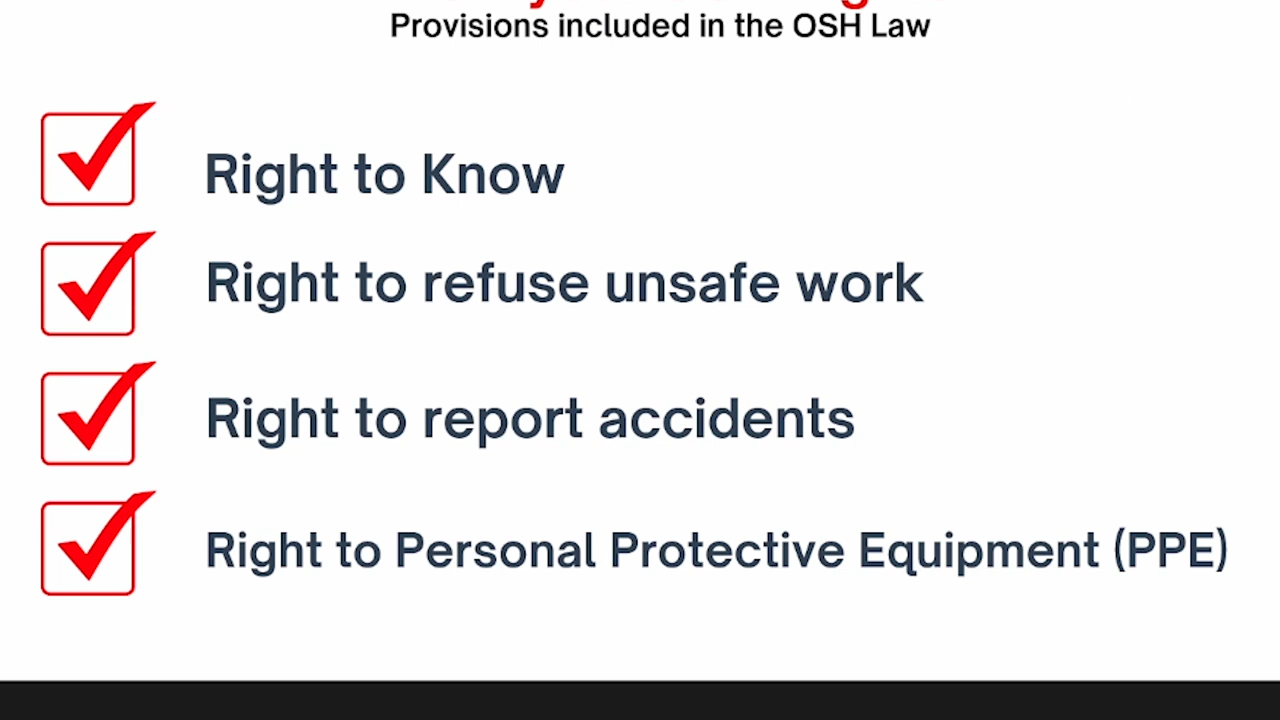 Provisions included in the OSH Law
Right to Know
Right to refuse unsafe work
Right to report accidents
Right to Personal Protective Equipment (PPE)